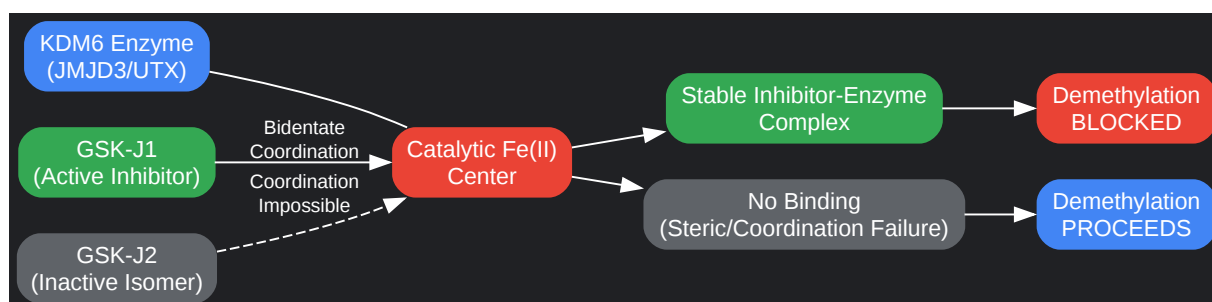 KDM6 Enzyme
(JMJD3/UTX)
GSK-J1
(Active Inhibitor)
GSK-J2
(Inactive Isomer)
Bidentate
Coordination
Coordination
Impossible
Catalytic Fe(II)
Center
Stable Inhibitor-Enzyme
Complex
No Binding
(Steric/Coordination Failure)
Demethylation
BLOCKED
Demethylation
PROCEEDS